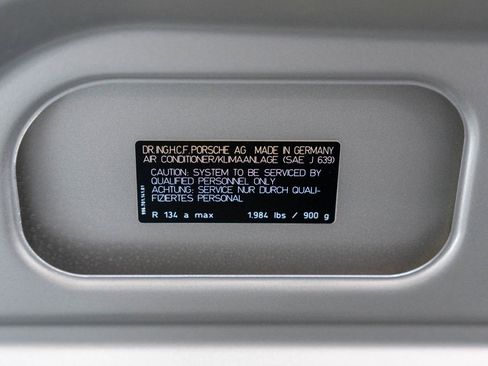 DR.ING.H.C.F.PORSCHE AG MADE IN GERMANY
AIR CONDITIONER/KLIMAANLAGE (SAE J 639)
CAUTION: SYSTEM TO BE SERVICED BY
QUALIFIED PERSONNEL ONLY
ACHTUNG: SERVICE NUR DURCH QUALI-
FIZIERTES PERSONAL
R 134 a max 1.984 lbs / 900 g